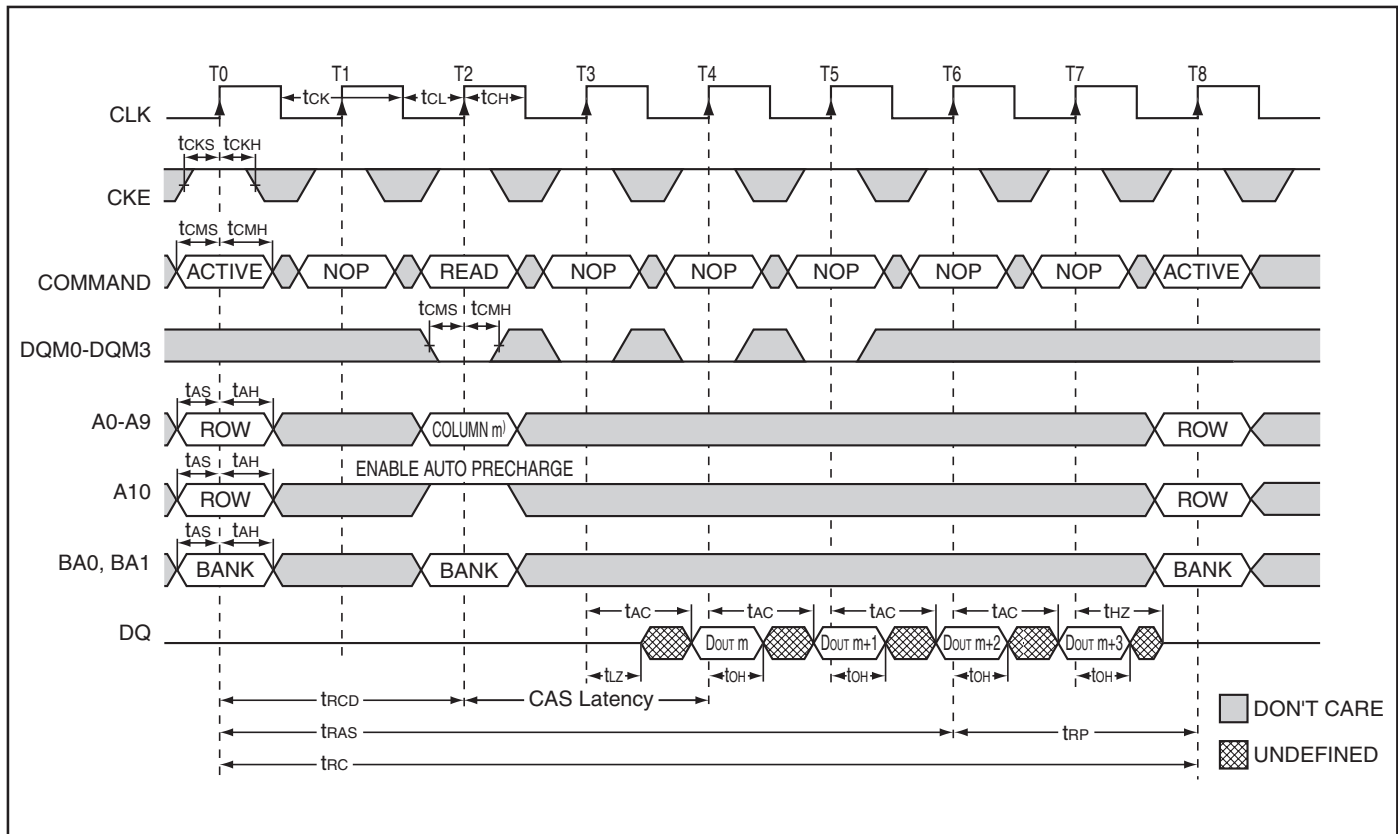 T0 T1 T2 T3 T4 T5 T6 T7 T8
CLK tCK tCL tCH
tCKS tCKH
CKE
tCMS tCMH
COMMAND ACTIVE NOP READ NOP NOP NOP NOP NOP ACTIVE
tCMS tCMH
DQM0-DQM3
tAS tAH
A0-A9 ROW COLUMN m) ROW
tAS tAH ENABLE AUTO PRECHARGE
A10 ROW ROW
tAS tAH
BA0, BA1 BANK BANK BANK
tAC tAC tAC tAC tHZ
DQ DOUT m DOUT m+1 DOUT m+2 DOUT m+3
tLZ tOH tOH tOH tOH
tRCD CAS Latency
DON'T CARE
tRAS tRP
UNDEFINED
tRC